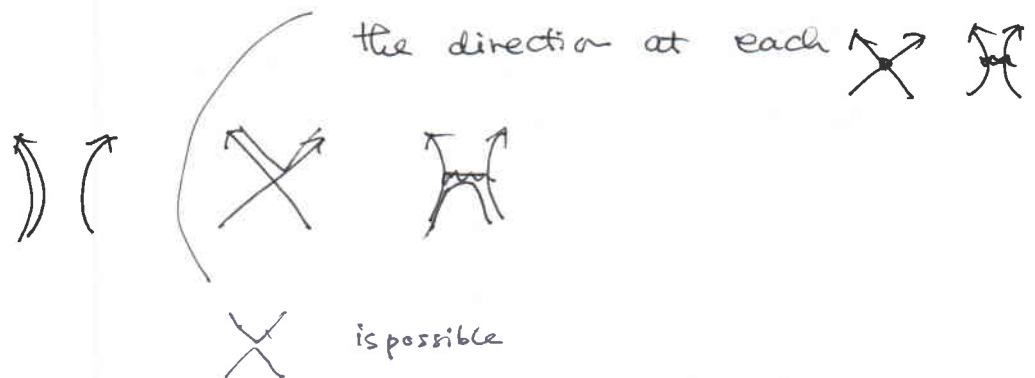 the direction at each
is possible